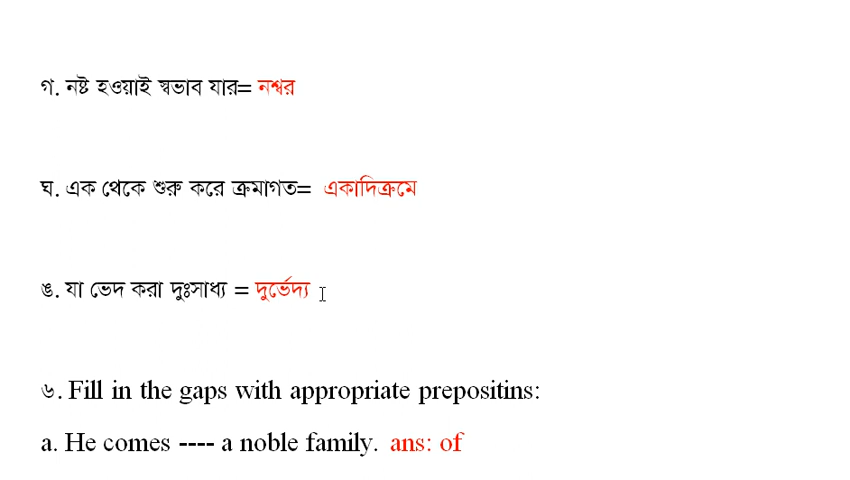 গ. নষ্ট হওয়াই স্বভাব যার= নশ্বর
ঘ. এক থেকে শুরু করে ক্রমাগত= একাদিক্রমে
ঙ. যা ভেদ করা দুঃসাধ্য = দুর্ভেদ্য
৬. Fill in the gaps with appropriate prepositins:
a. He comes ---- a noble family. ans: of